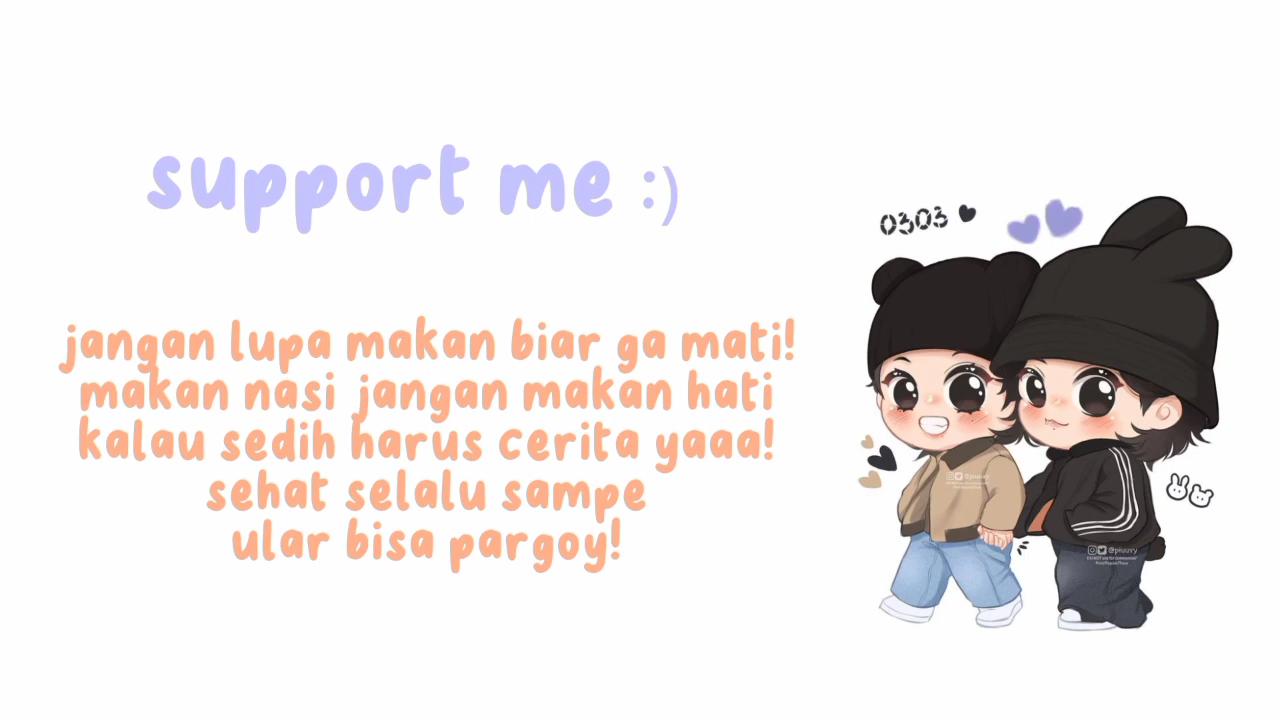 support me :)
0303
jangan lupa makan biar ga mati!
makan nasi jangan makan hati
kalau sedih harus cerita yaaa!
sehat selalu sampe
ular bisa pargoy!
@piuuvy
@piuuvy